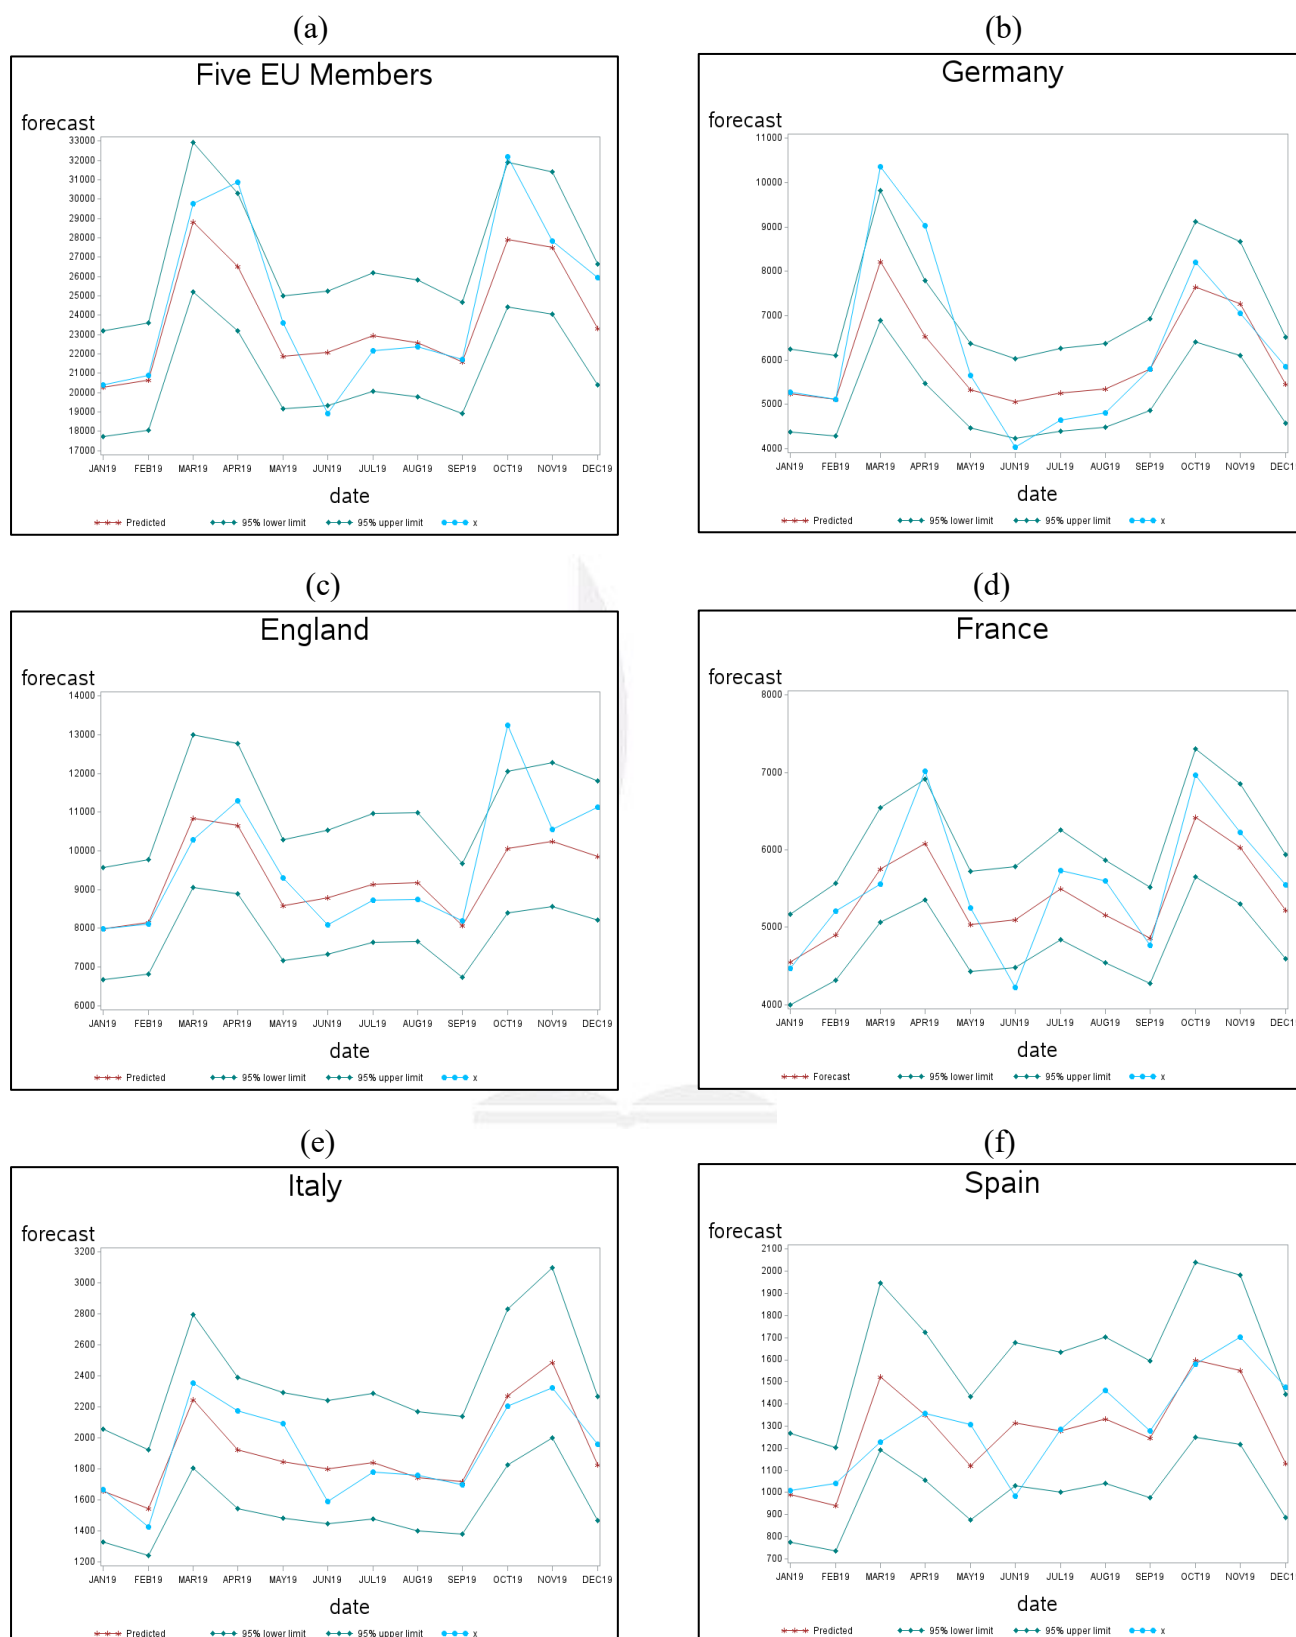 (a)
Five EU Members
forecast
33000
32000
31000
30000
29000
28000
27000
26000
25000
24000
23000
22000
21000
20000
19000
18000
17000
JAN19 FEB19 MAR19 APR19 MAY19 JUN19 JUL19 AUG19 SEP19 OCT19 NOV19 DEC19
date
Predicted 95% lower limit 95% upper limit x
(b)
Germany
forecast
11000
10000
9000
8000
7000
6000
5000
4000
JAN19 FEB19 MAR19 APR19 MAY19 JUN19 JUL19 AUG19 SEP19 OCT19 NOV19 DEC19
date
Predicted 95% lower limit 95% upper limit x
(c)
England
forecast
14000
13000
12000
11000
10000
9000
8000
7000
6000
JAN19 FEB19 MAR19 APR19 MAY19 JUN19 JUL19 AUG19 SEP19 OCT19 NOV19 DEC19
date
Predicted 95% lower limit 95% upper limit x
(d)
France
forecast
8000
7000
6000
5000
4000
JAN19 FEB19 MAR19 APR19 MAY19 JUN19 JUL19 AUG19 SEP19 OCT19 NOV19 DEC19
date
Forecast 95% lower limit 95% upper limit x
(e)
Italy
forecast
3200
2800
2600
2400
2200
2000
1800
1600
1400
1200
JAN19 FEB19 MAR19 APR19 MAY19 JUN19 JUL19 AUG19 SEP19 OCT19 NOV19 DEC19
date
Predicted 95% lower limit 95% upper limit x
(f)
Spain
forecast
2100
2000
1900
1800
1700
1600
1500
1400
1300
1200
1100
1000
900
800
700
JAN19 FEB19 MAR19 APR19 MAY19 JUN19 JUL19 AUG19 SEP19 OCT19 NOV19 DEC19
date
Predicted 95% lower limit 95% upper limit x